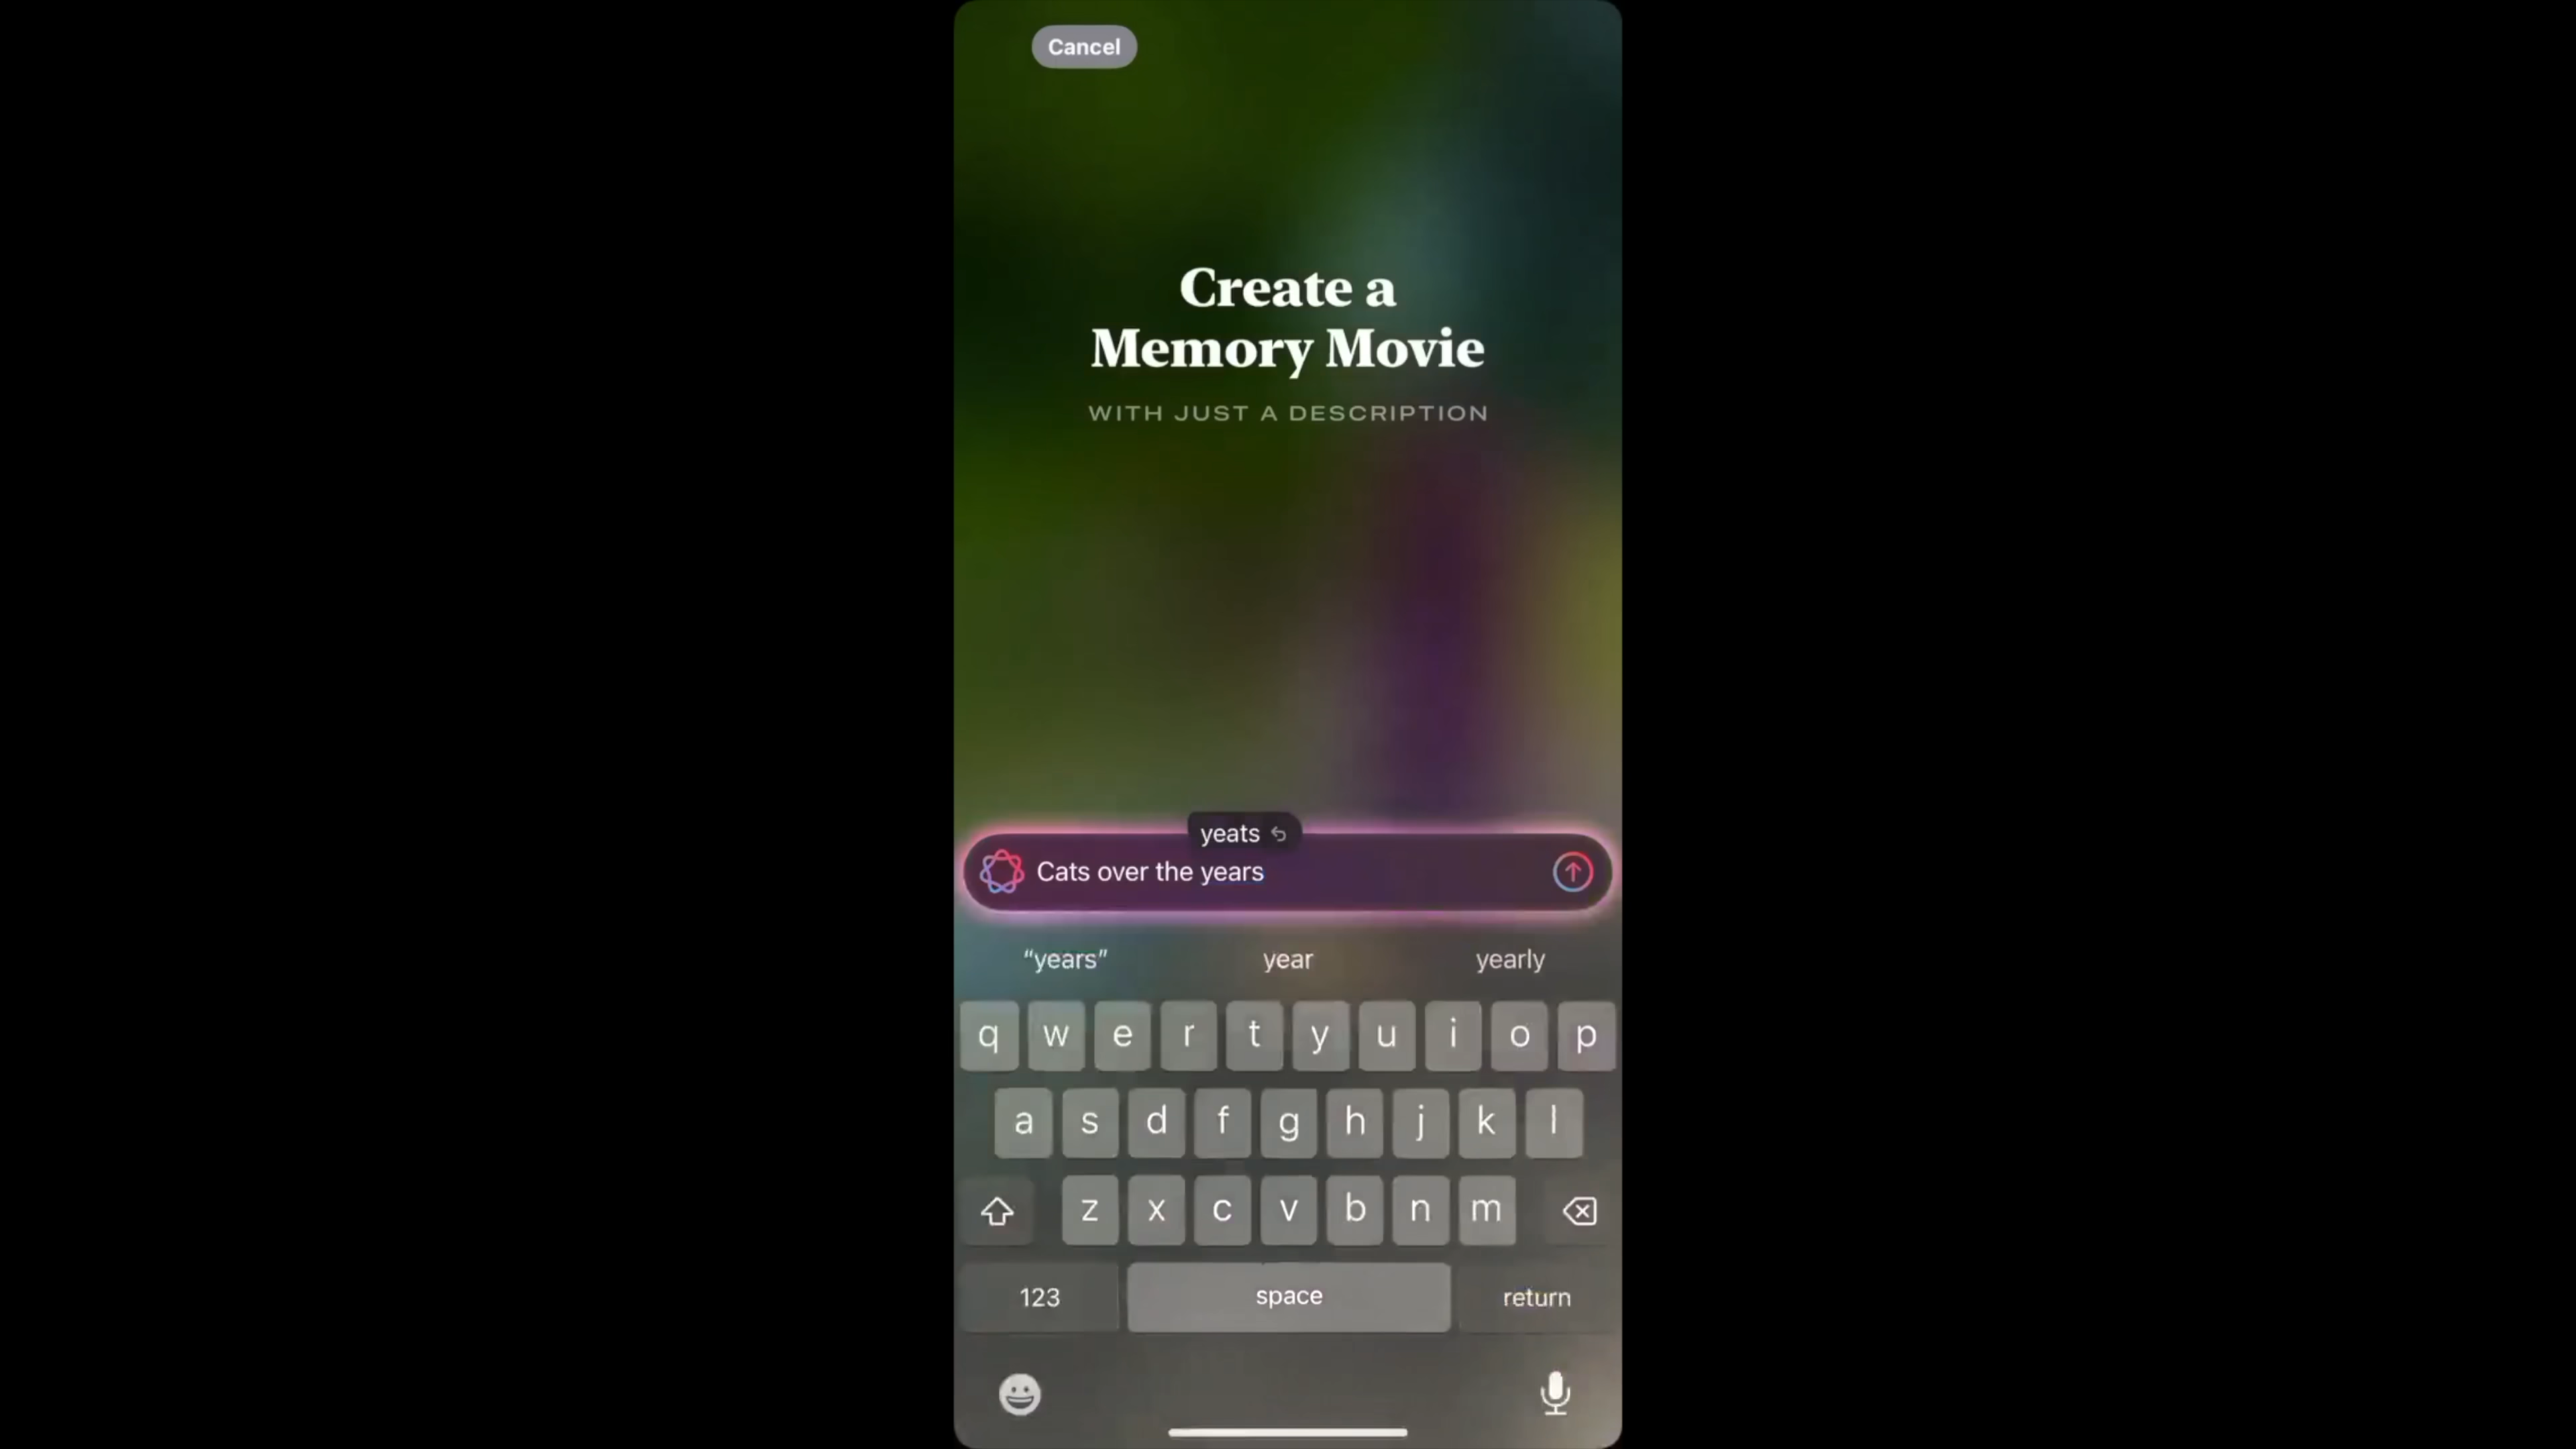 Cancel
Create a
Memory Movie
WITH JUST A DESCRIPTION
yeats
Cats over the years
“years” year yearly
q w e r t y u i o p
a s d f g h j k l
z x c v b n m
123 space return